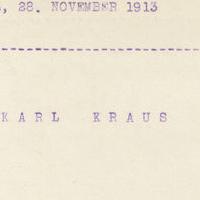 , 28. NOVEMBER 1913
KARL KRAUS